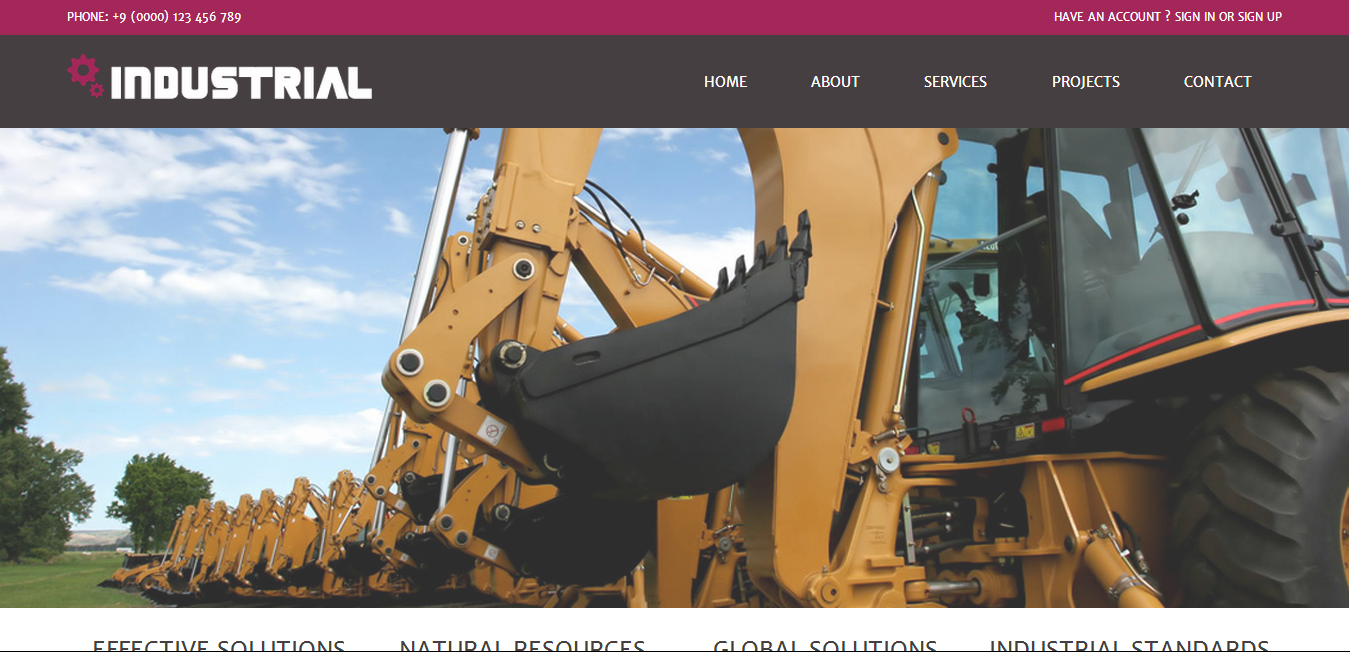 PHONE: +9 (0000) 123 456 789
HAVE AN ACCOUNT ? SIGN IN OR SIGN UP
INDUSTRIAL
HOME ABOUT SERVICES PROJECTS CONTACT
EFFECTIVE SOLUTIONS NATURAL RESOURCES GLOBAL SOLUTIONS INDUSTRIAL STANDARDS